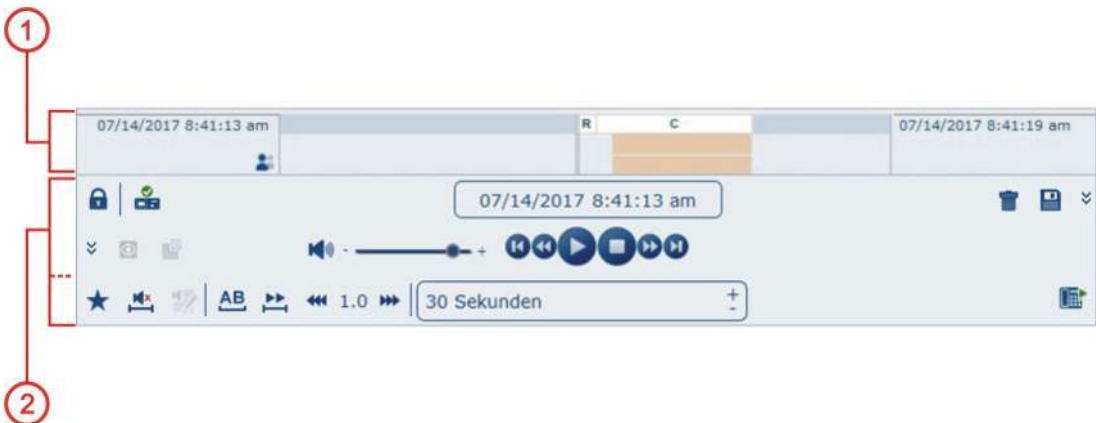 1
07/14/2017 8:41:13 am R C 07/14/2017 8:41:19 am
07/14/2017 8:41:13 am
- +
AB 1.0 30 Sekunden + -
2